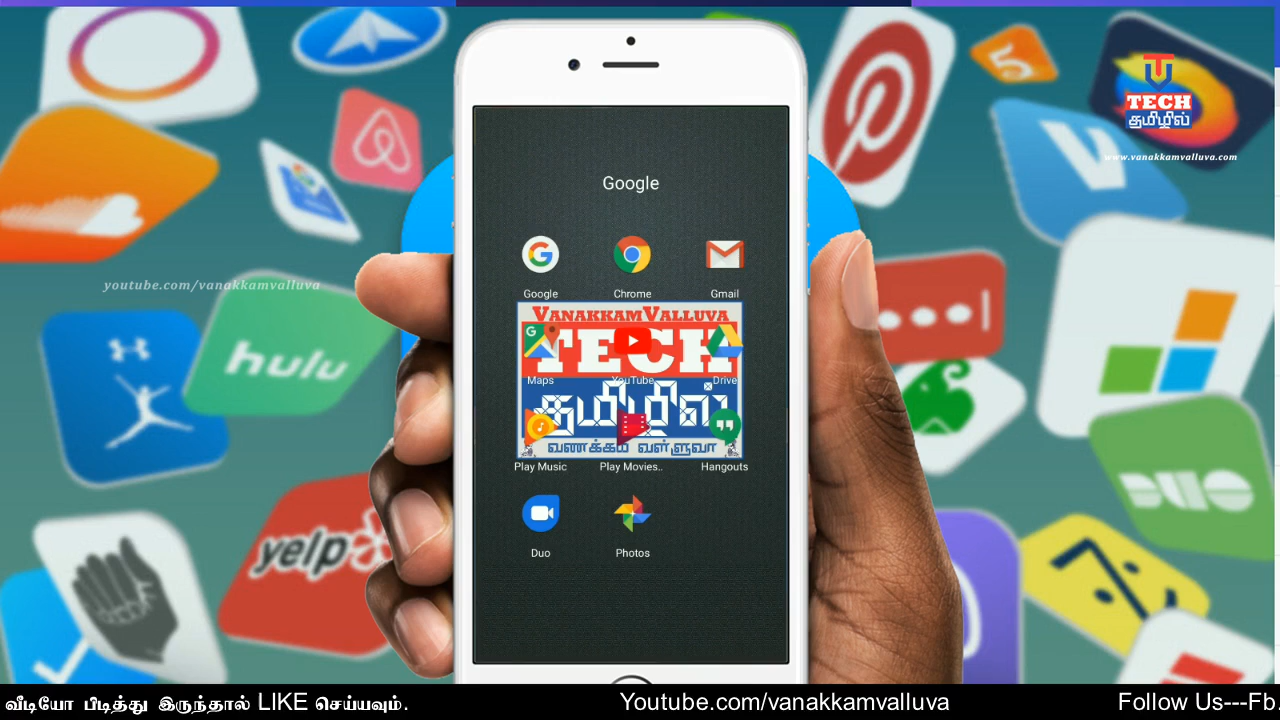 TECH
தமிழில்
www.vanakkamvalluva.com
Google
youtube.com/vanakkamvalluva
Google Chrome Gmail
VANAKKAMVALLUVA
TECH
Maps YouTube Drive
தமிழில்
வணக்கம் வள்ளுவா
Play Music Play Movies.. Hangouts
Duo Photos
hulu
yelp
DUO
5
வீடியோ பிடித்து இருந்தால் LIKE செய்யவும்.
Youtube.com/vanakkamvalluva
Follow Us---Fb.